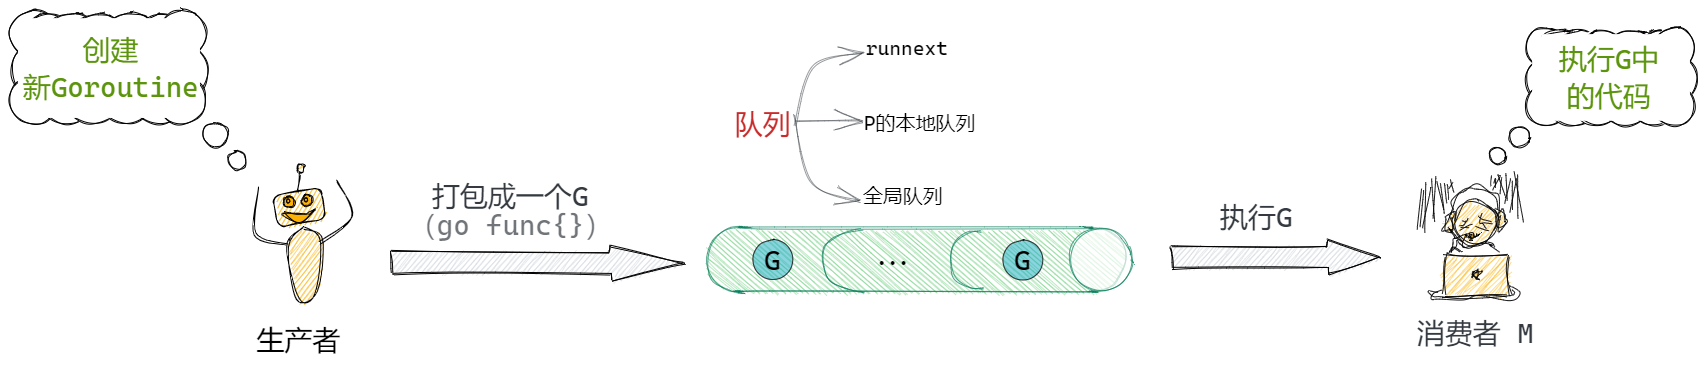 创建
新Goroutine
生产者
打包成一个G
（go func{}）
队列
runnext
P的本地队列
全局队列
G
...
G
执行G
执行G中
的代码
消费者 M